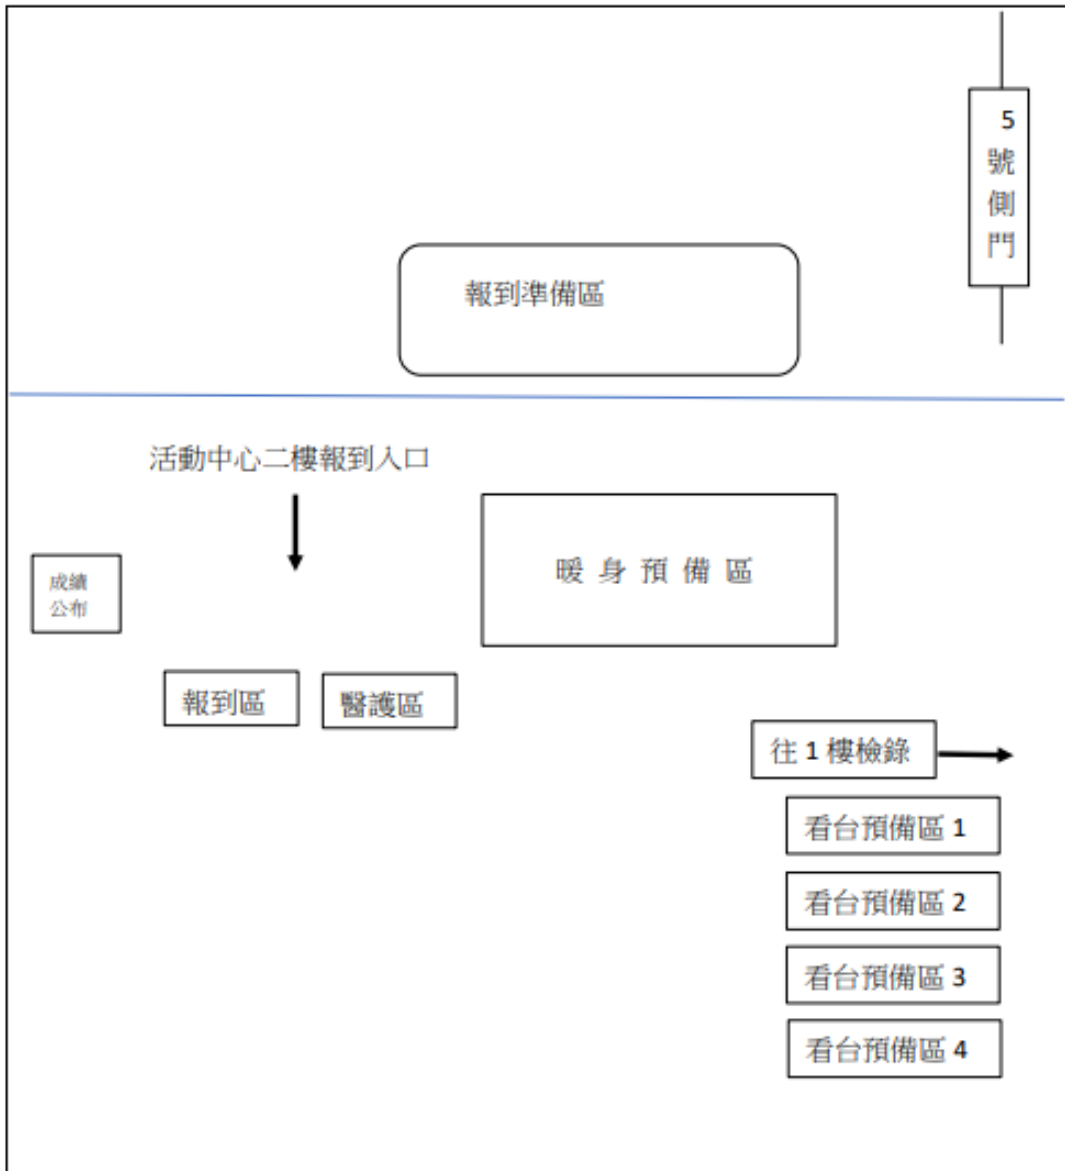 5
號
側
門
報到準備區
活動中心二樓報到入口
暖身預備區
成績
公布
報到區
醫護區
往 1 樓檢錄
看台預備區 1
看台預備區 2
看台預備區 3
看台預備區 4